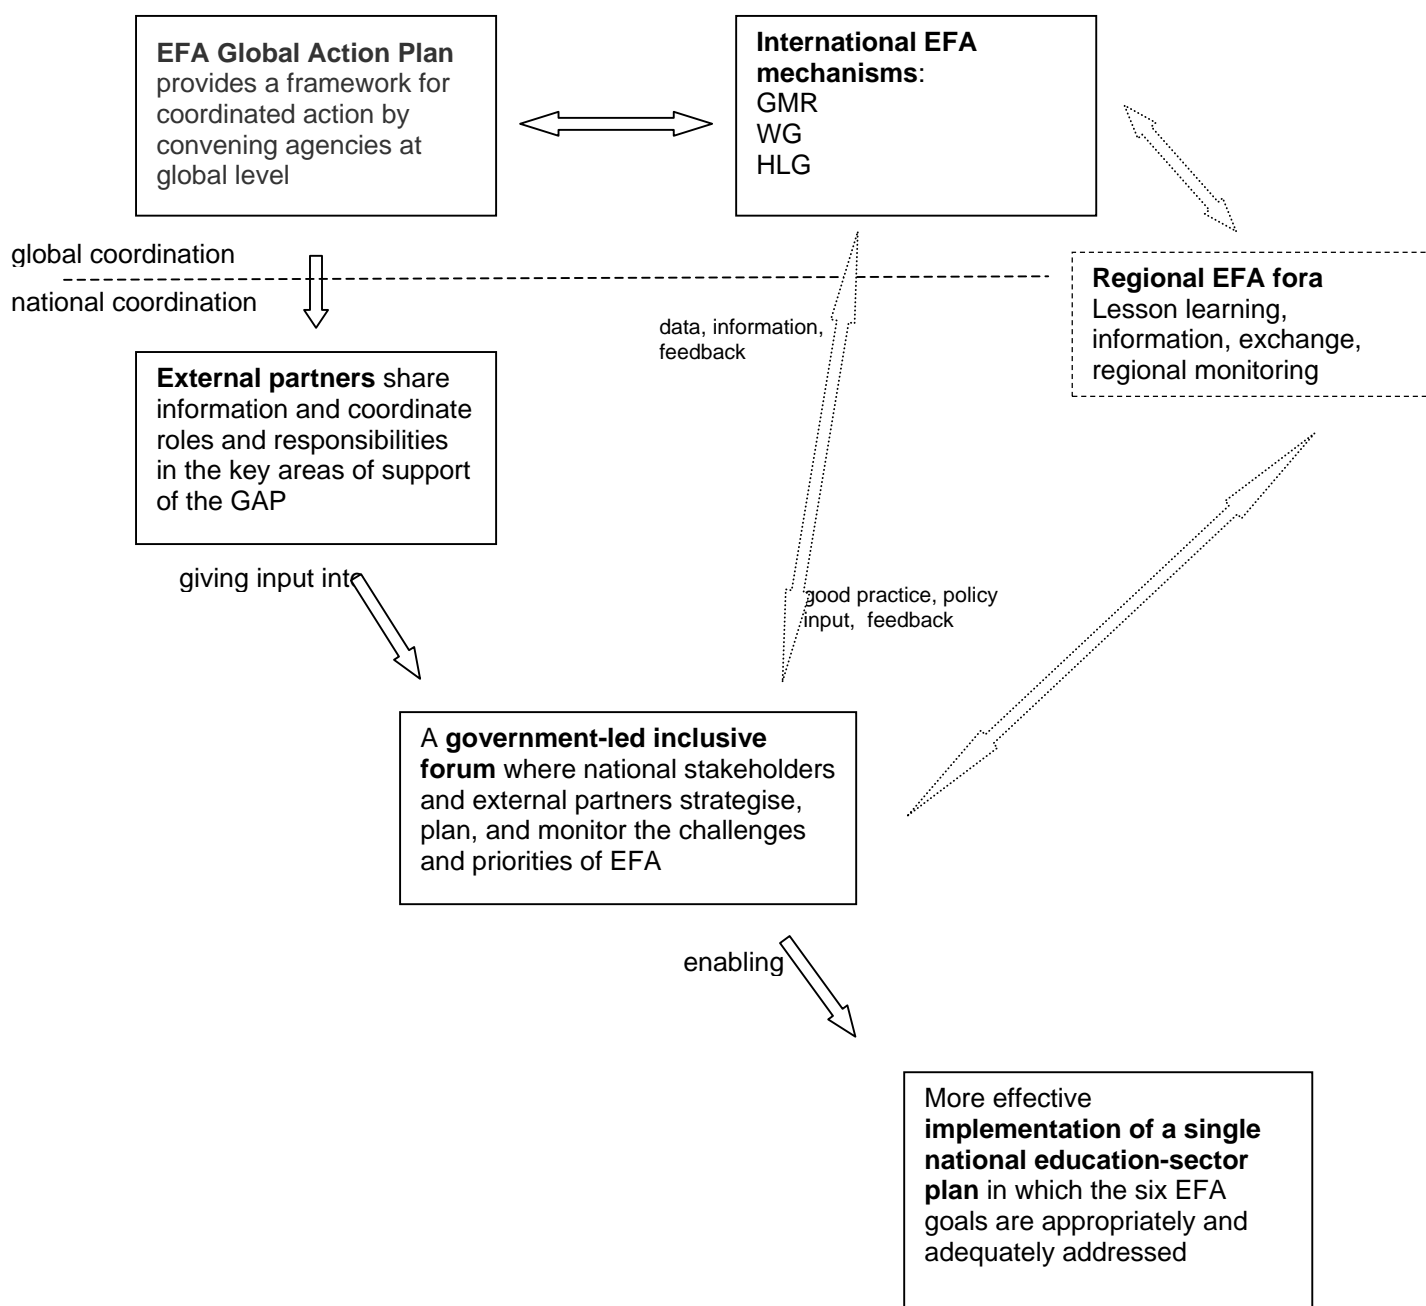 EFA Global Action Plan
provides a framework for
coordinated action by
convening agencies at
global level
International EFA
mechanisms:
GMR
WG
HLG
global coordination
national coordination
Regional EFA fora
Lesson learning,
information, exchange,
regional monitoring
data, information,
feedback
External partners share
information and coordinate
roles and responsibilities
in the key areas of support
of the GAP
giving input into
good practice, policy
input, feedback
A government-led inclusive
forum where national stakeholders
and external partners strategise,
plan, and monitor the challenges
and priorities of EFA
enabling
More effective
implementation of a single
national education-sector
plan in which the six EFA
goals are appropriately and
adequately addressed